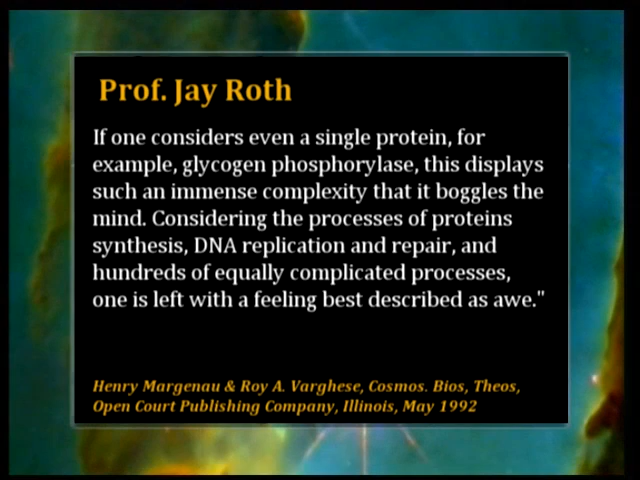 Prof. Jay Roth
If one considers even a single protein, for
example, glycogen phosphorylase, this displays
such an immense complexity that it boggles the
mind. Considering the processes of proteins
synthesis, DNA replication and repair, and
hundreds of equally complicated processes,
one is left with a feeling best described as awe."
Henry Margenau & Roy A. Varghese, Cosmos. Bios, Theos,
Open Court Publishing Company, Illinois, May 1992